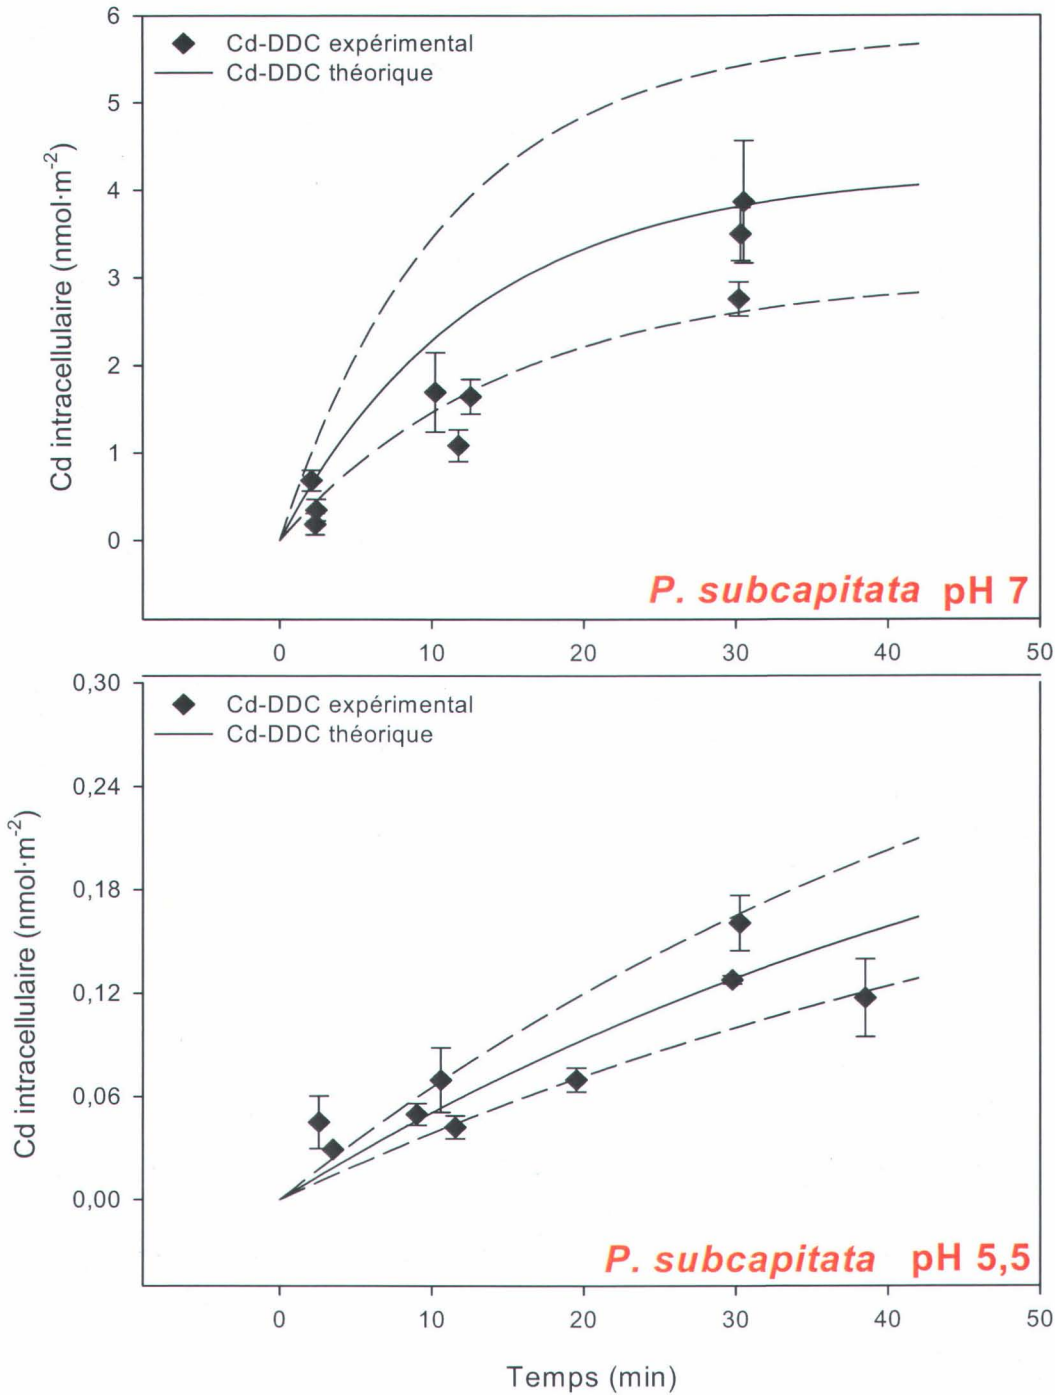 6
5
4
3
2
1
0
Cd intracellulaire (nmol·m-2)
Cd-DDC expérimental
Cd-DDC théorique
P. subcapitata pH 7
0 10 20 30 40 50
0,30
0,24
0,18
0,12
0,06
0,00
Cd intracellulaire (nmol·m-2)
Cd-DDC expérimental
Cd-DDC théorique
P. subcapitata pH 5,5
0 10 20 30 40 50
Temps (min)